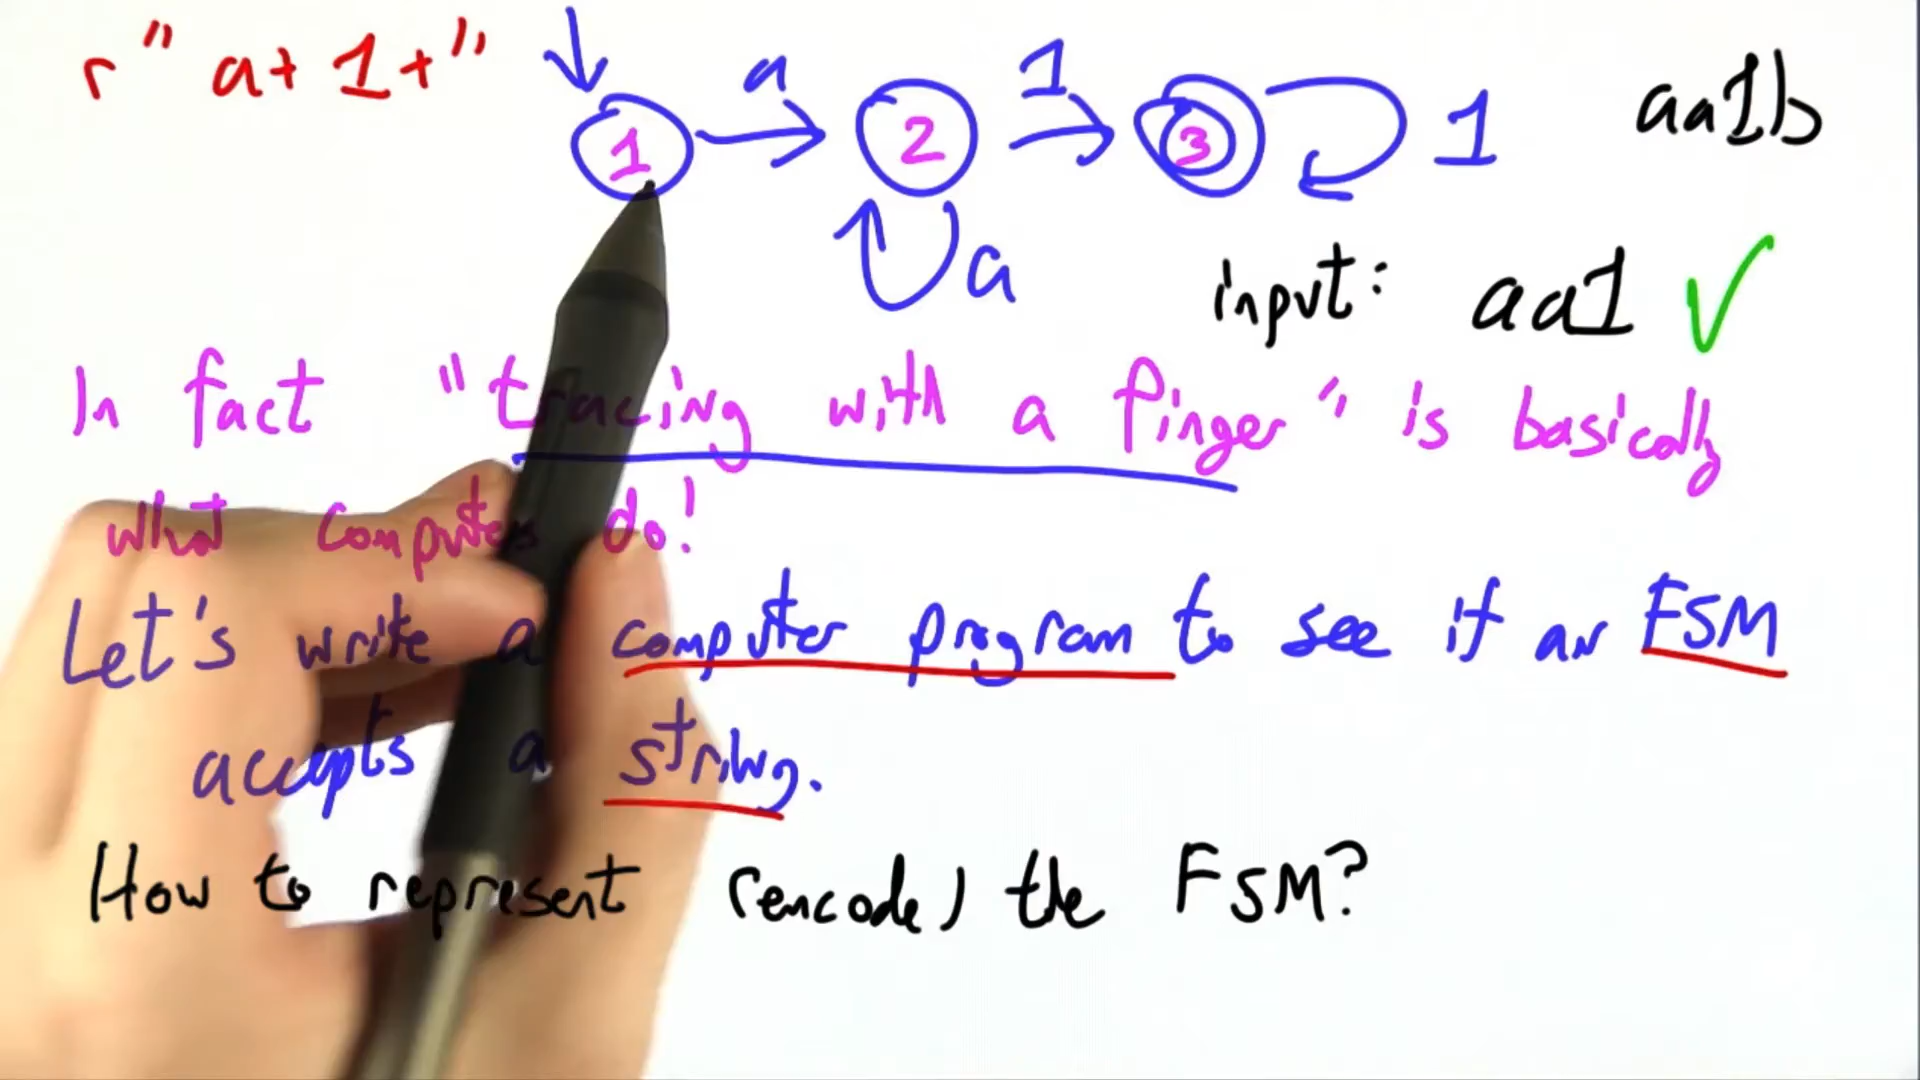 r"a+1+"
a 1
1 2 3 1
aa1b
a
input: aa1
In fact "tracing with a finger" is basically
what computers do!
Let's write a computer program to see if an FSM
accepts a string.
How to represent (encode) the FSM?